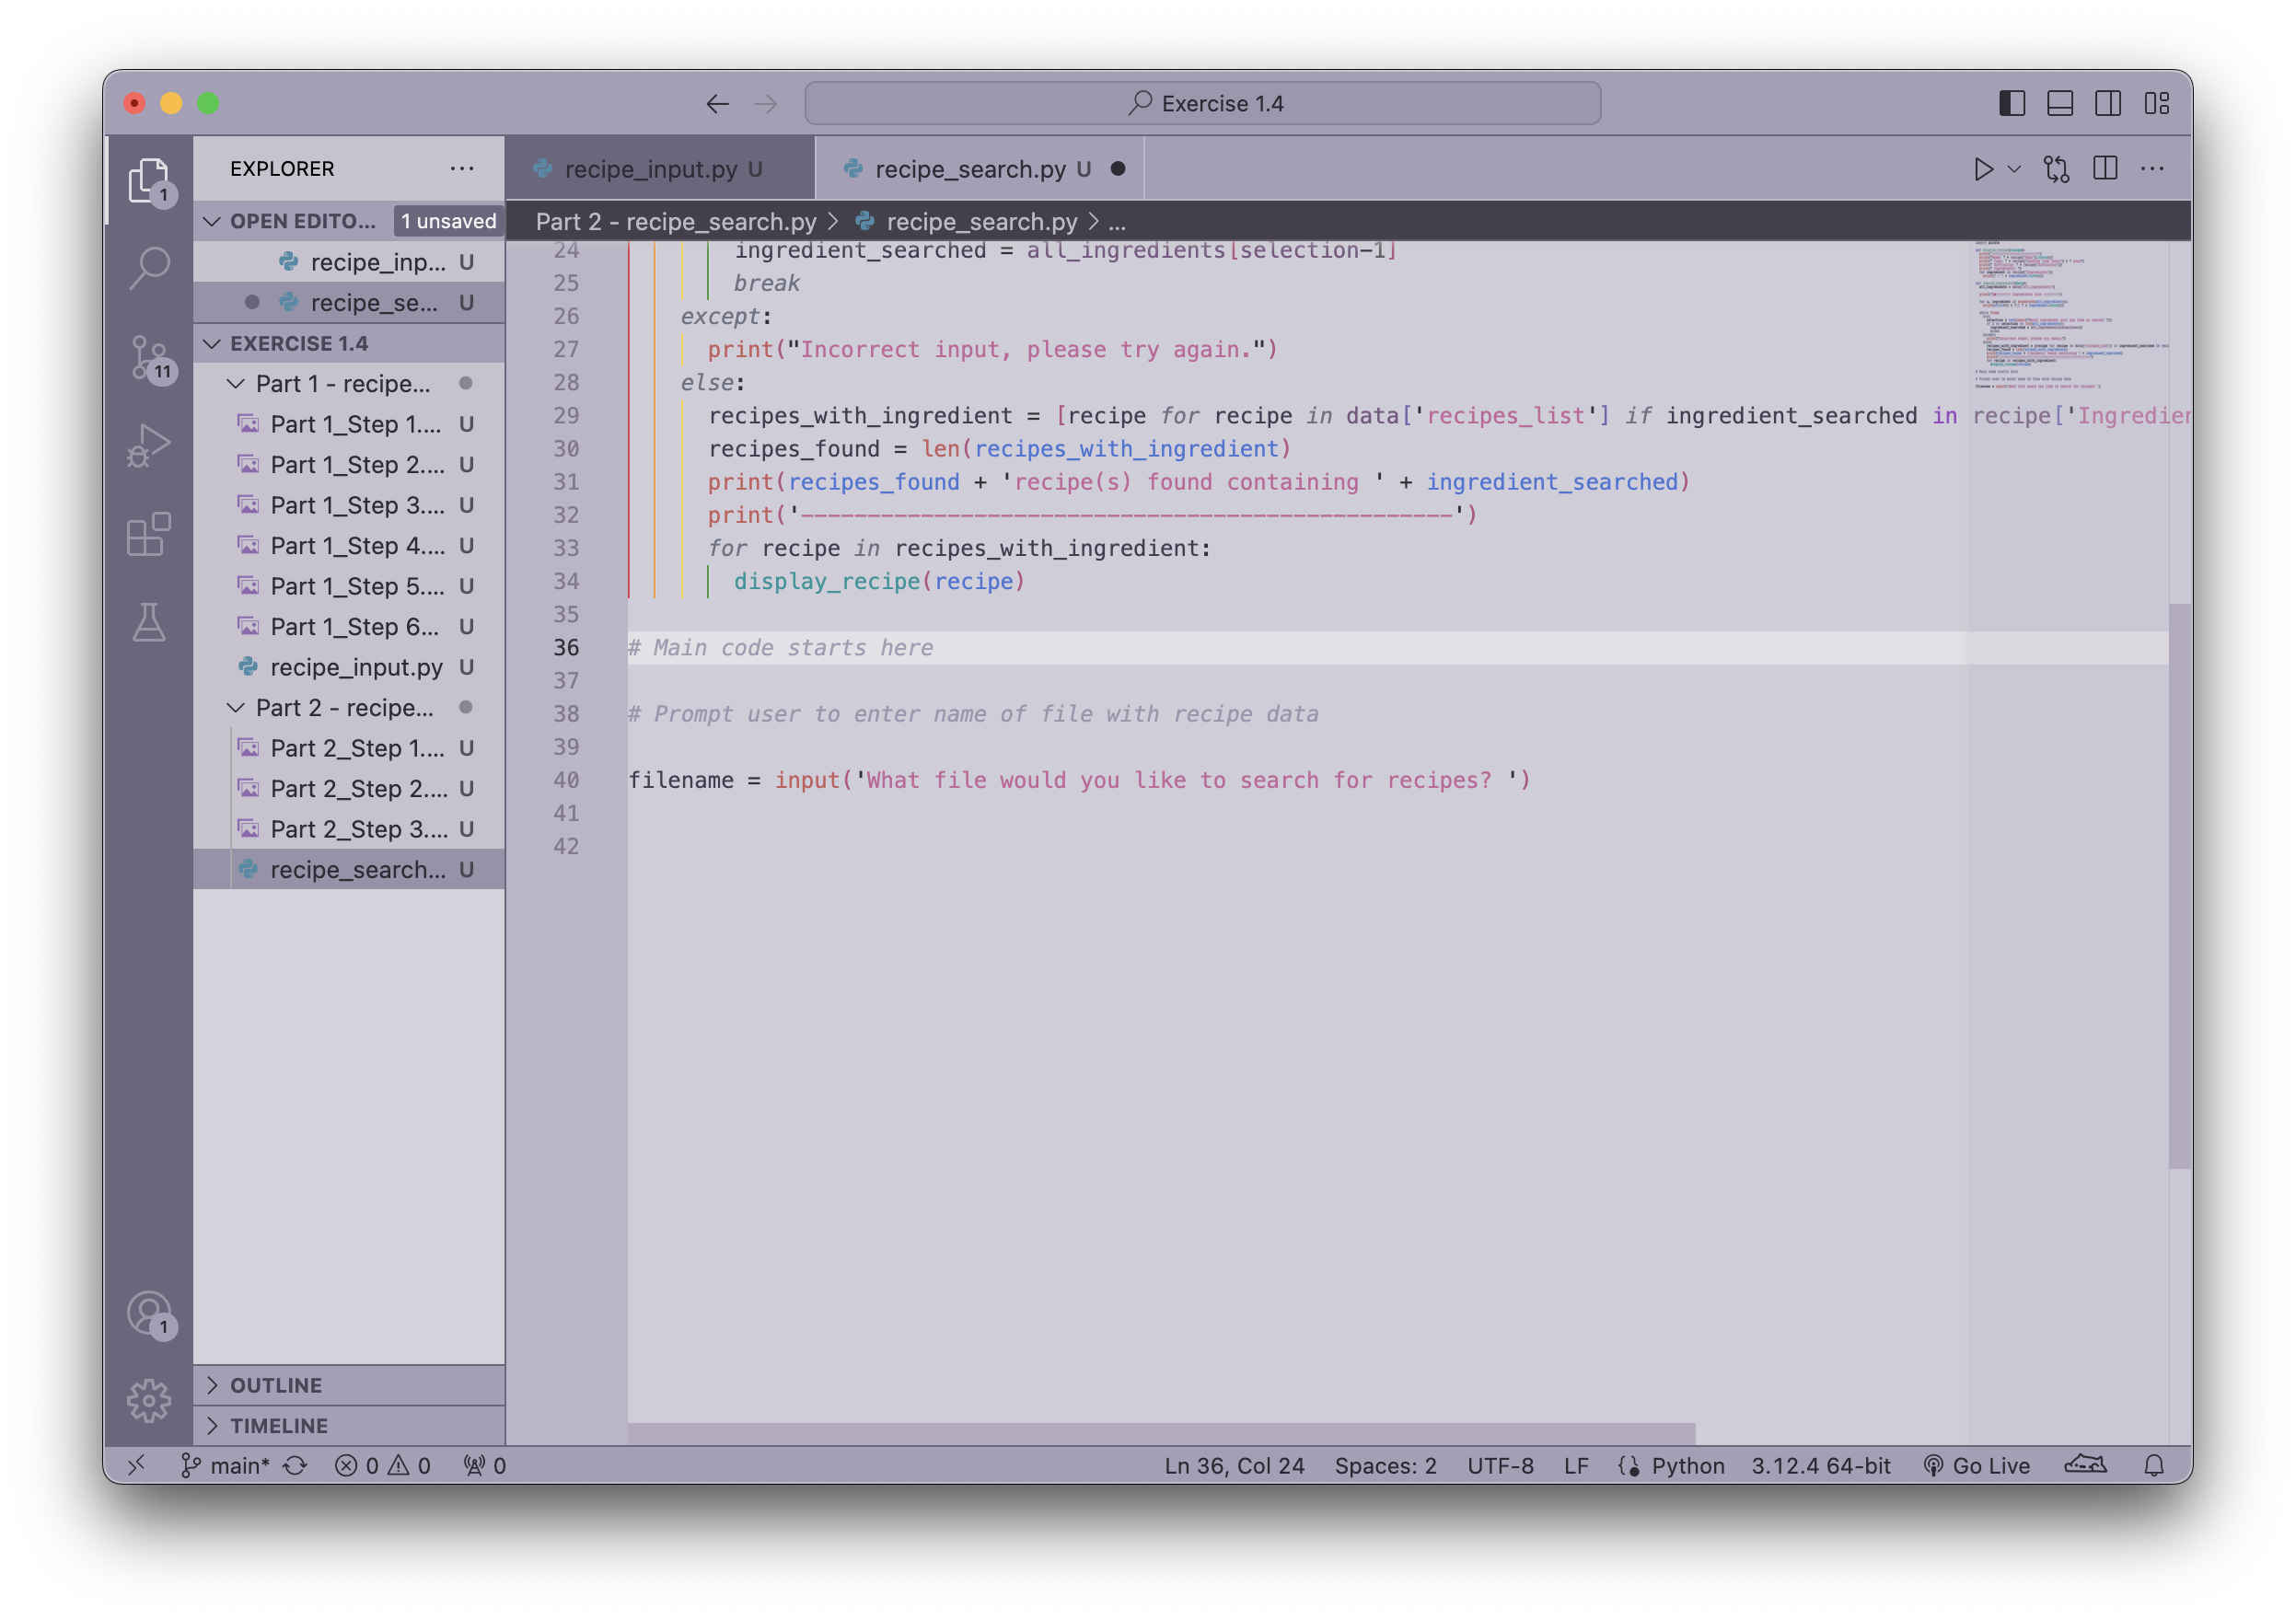 Exercise 1.4
EXPLORER
recipe_input.py U
recipe_search.py U
OPEN EDITO... 1 unsaved
Part 2 - recipe_search.py > recipe_search.py > ...
recipe_inp... U
recipe_se... U
EXERCISE 1.4
Part 1 - recipe...
Part 1_Step 1.... U
Part 1_Step 2.... U
Part 1_Step 3.... U
Part 1_Step 4.... U
Part 1_Step 5.... U
Part 1_Step 6... U
recipe_input.py U
Part 2 - recipe...
Part 2_Step 1.... U
Part 2_Step 2.... U
Part 2_Step 3.... U
recipe_search... U
OUTLINE
TIMELINE
1
11
1
24 ingredient_searched = all_ingredients[selection-1]
25 break
26 except:
27 print("Incorrect input, please try again.")
28 else:
29 recipes_with_ingredient = [recipe for recipe in data['recipes_list'] if ingredient_searched in recipe['Ingredien
30 recipes_found = len(recipes_with_ingredient)
31 print(recipes_found + 'recipe(s) found containing ' + ingredient_searched)
32 print('-------------------------------------------------')
33 for recipe in recipes_with_ingredient:
34 display_recipe(recipe)
35
36 # Main code starts here
37
38 # Prompt user to enter name of file with recipe data
39
40 filename = input('What file would you like to search for recipes? ')
41
42
main* 0 0 0 Ln 36, Col 24 Spaces: 2 UTF-8 LF Python 3.12.4 64-bit Go Live